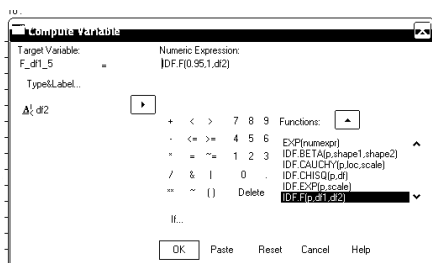 Compute Variable
Target Variable: Numeric Expression:
F_df1_5 = IDF.F(0.95,1,df2)
Type&Label...
df2
+ < > 7 8 9 Functions:
- <= >= 4 5 6
* = ~= 1 2 3
/ & | 0 .
** ~ () Delete
EXP(numexpr)
IDF.BETA(p,shape1,shape2)
IDF.CAUCHY(p,loc,scale)
IDF.CHISQ(p,df)
IDF.EXP(p,scale)
IDF.F(p,df1,df2)
If...
OK Paste Reset Cancel Help